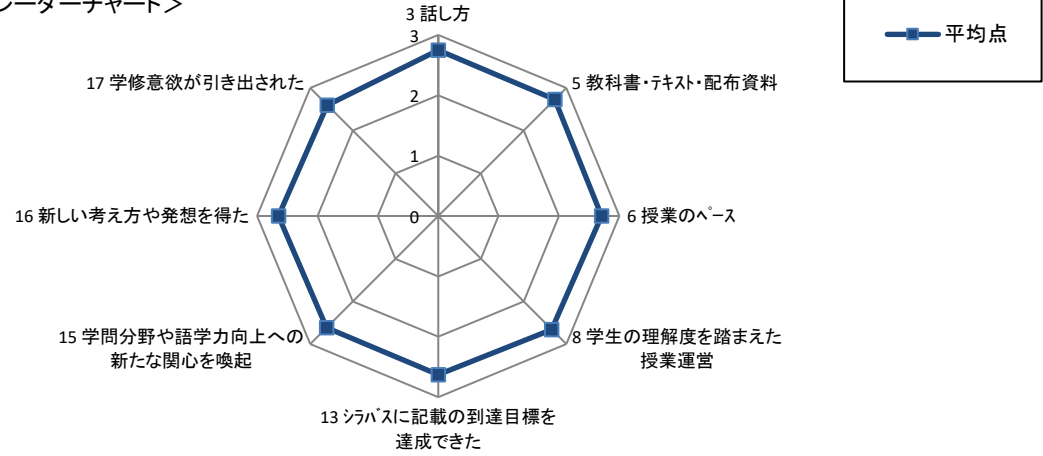 レーダーチャート＞
平均点
3 話し方
5 教科書・テキスト・配布資料
6 授業のペース
8 学生の理解度を踏まえた
授業運営
13 シラバスに記載の到達目標を
達成できた
15 学問分野や語学力向上への
新たな関心を喚起
16 新しい考え方や発想を得た
17 学修意欲が引き出された
3
2
1
0